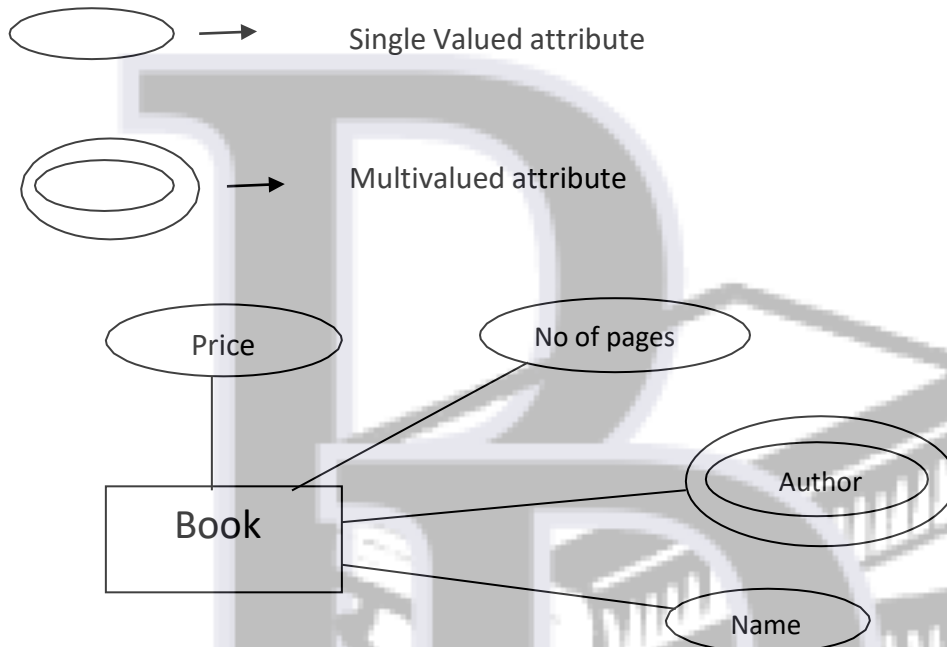 Single Valued attribute
Multivalued attribute
Price
No of pages
Author
Book
Name